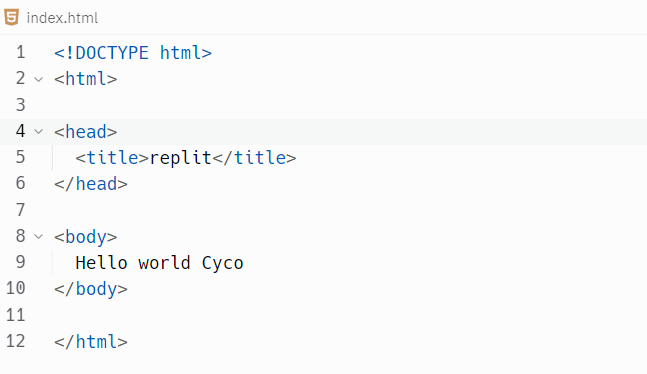 index.html
1 <!DOCTYPE html>
2 <html>
3
4 <head>
5   <title>replit</title>
6 </head>
7
8 <body>
9   Hello world Cyco
10 </body>
11
12 </html>